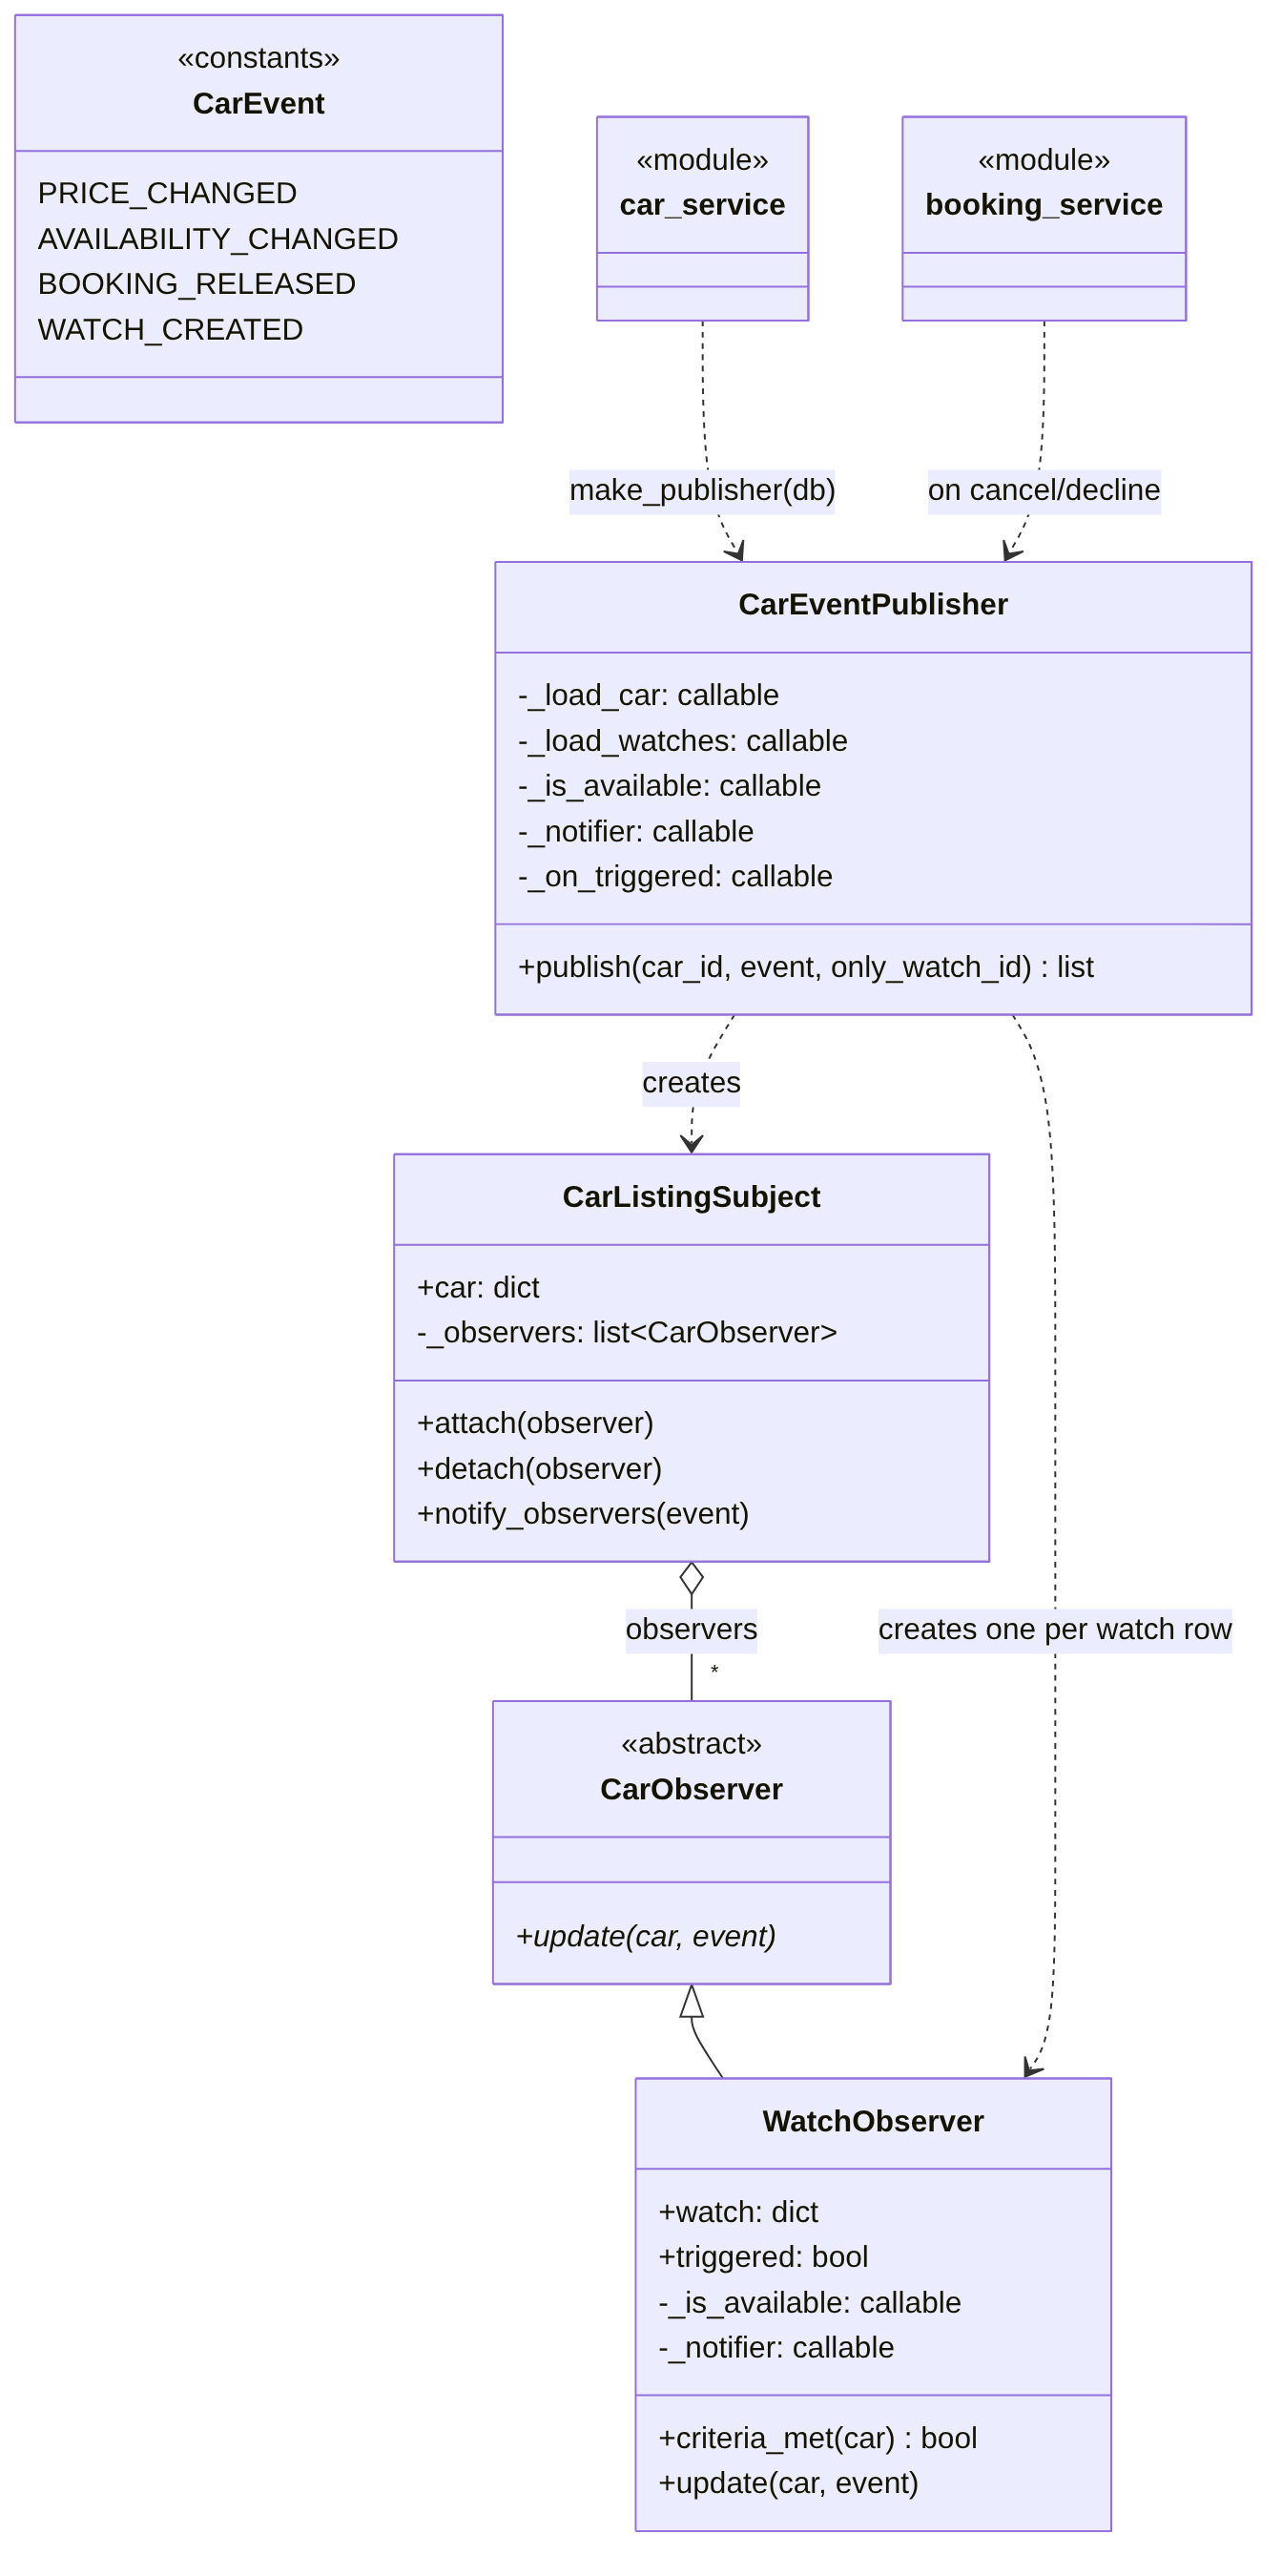 «constants»
CarEvent
PRICE_CHANGED
AVAILABILITY_CHANGED
BOOKING_RELEASED
WATCH_CREATED
«module»
car_service
«module»
booking_service
make_publisher(db)
on cancel/decline
CarEventPublisher
-_load_car: callable
-_load_watches: callable
-_is_available: callable
-_notifier: callable
-_on_triggered: callable
+publish(car_id, event, only_watch_id) : list
creates
CarListingSubject
+car: dict
-_observers: list<CarObserver>
+attach(observer)
+detach(observer)
+notify_observers(event)
observers
creates one per watch row
*
«abstract»
CarObserver
+update(car, event)
WatchObserver
+watch: dict
+triggered: bool
-_is_available: callable
-_notifier: callable
+criteria_met(car) : bool
+update(car, event)